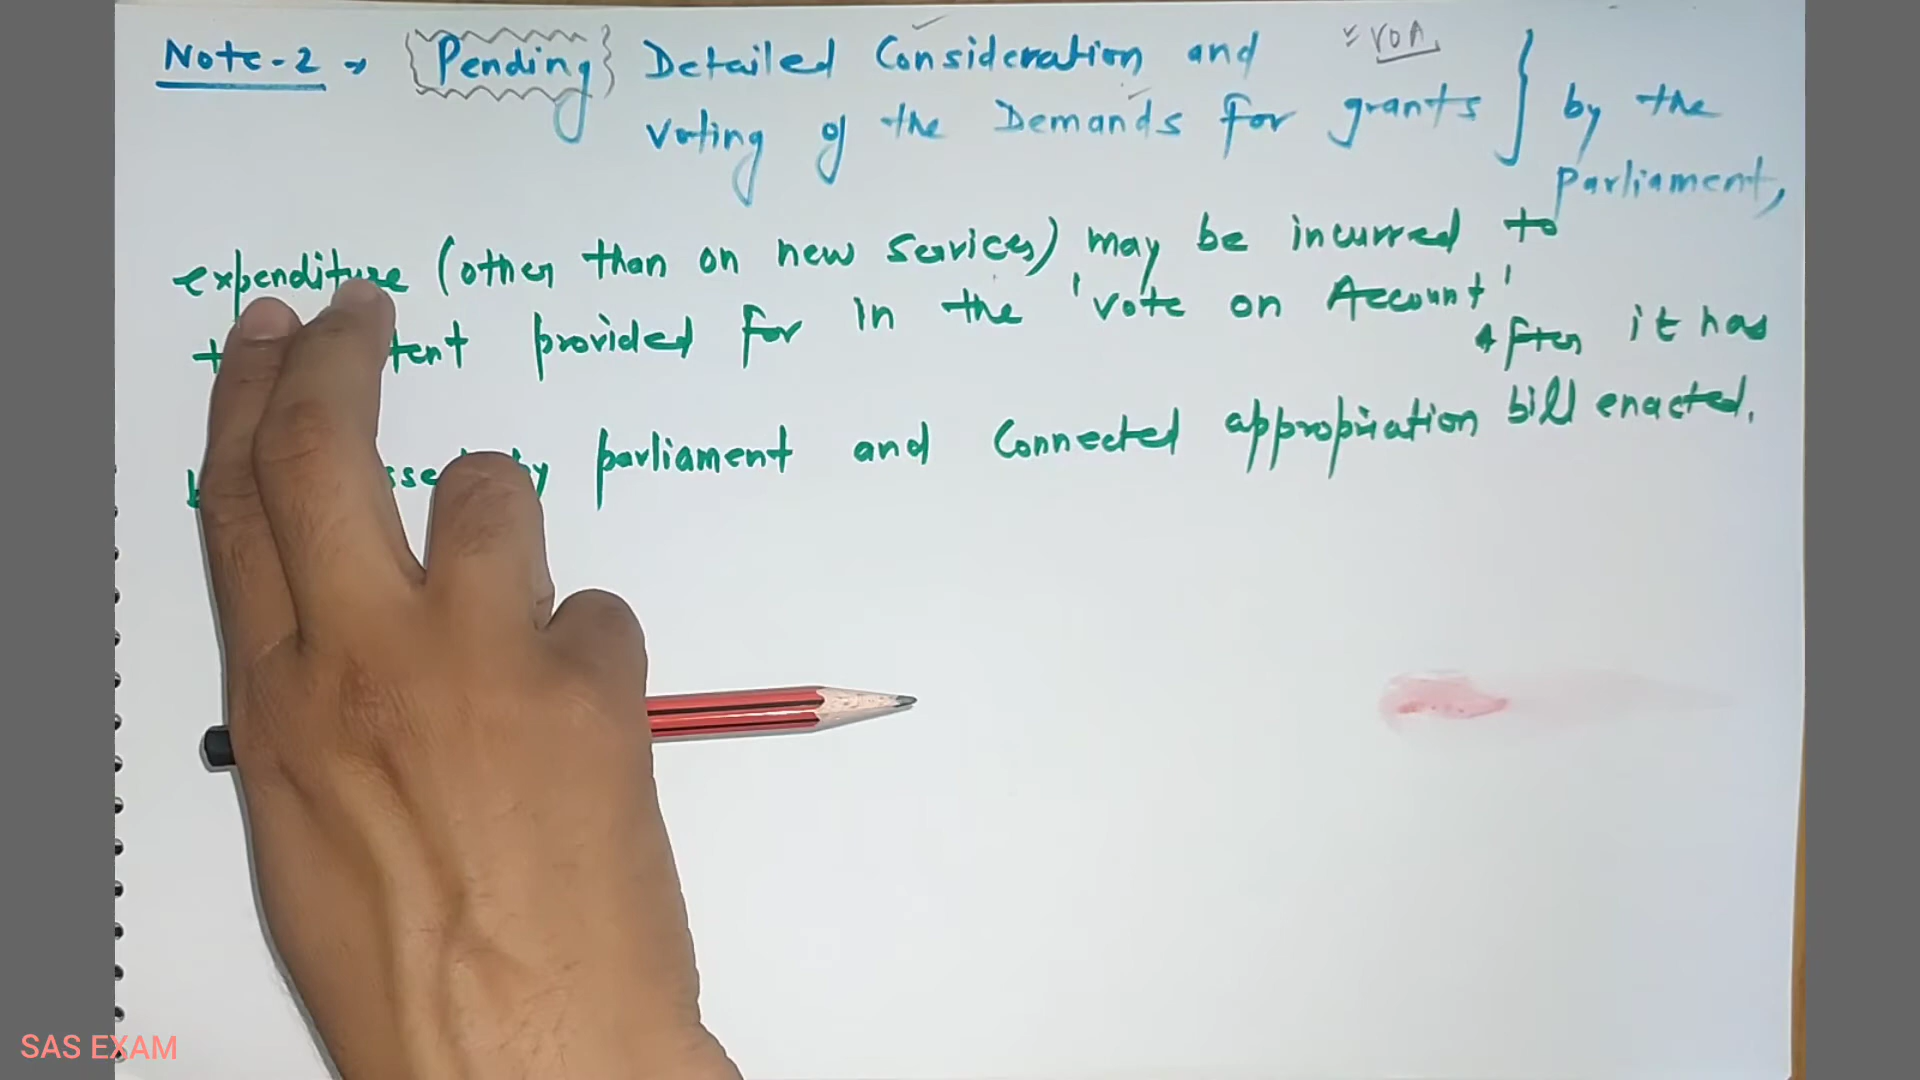 Note-2 → {Pending} Detailed Consideration and
VOA
voting of the Demands for grants } by the
parliament,
expenditure (other than on new services) may be incurred to
provided for in the 'vote on Account'
After it has
by parliament and Connected appropriation bill enacted.
SAS EXAM